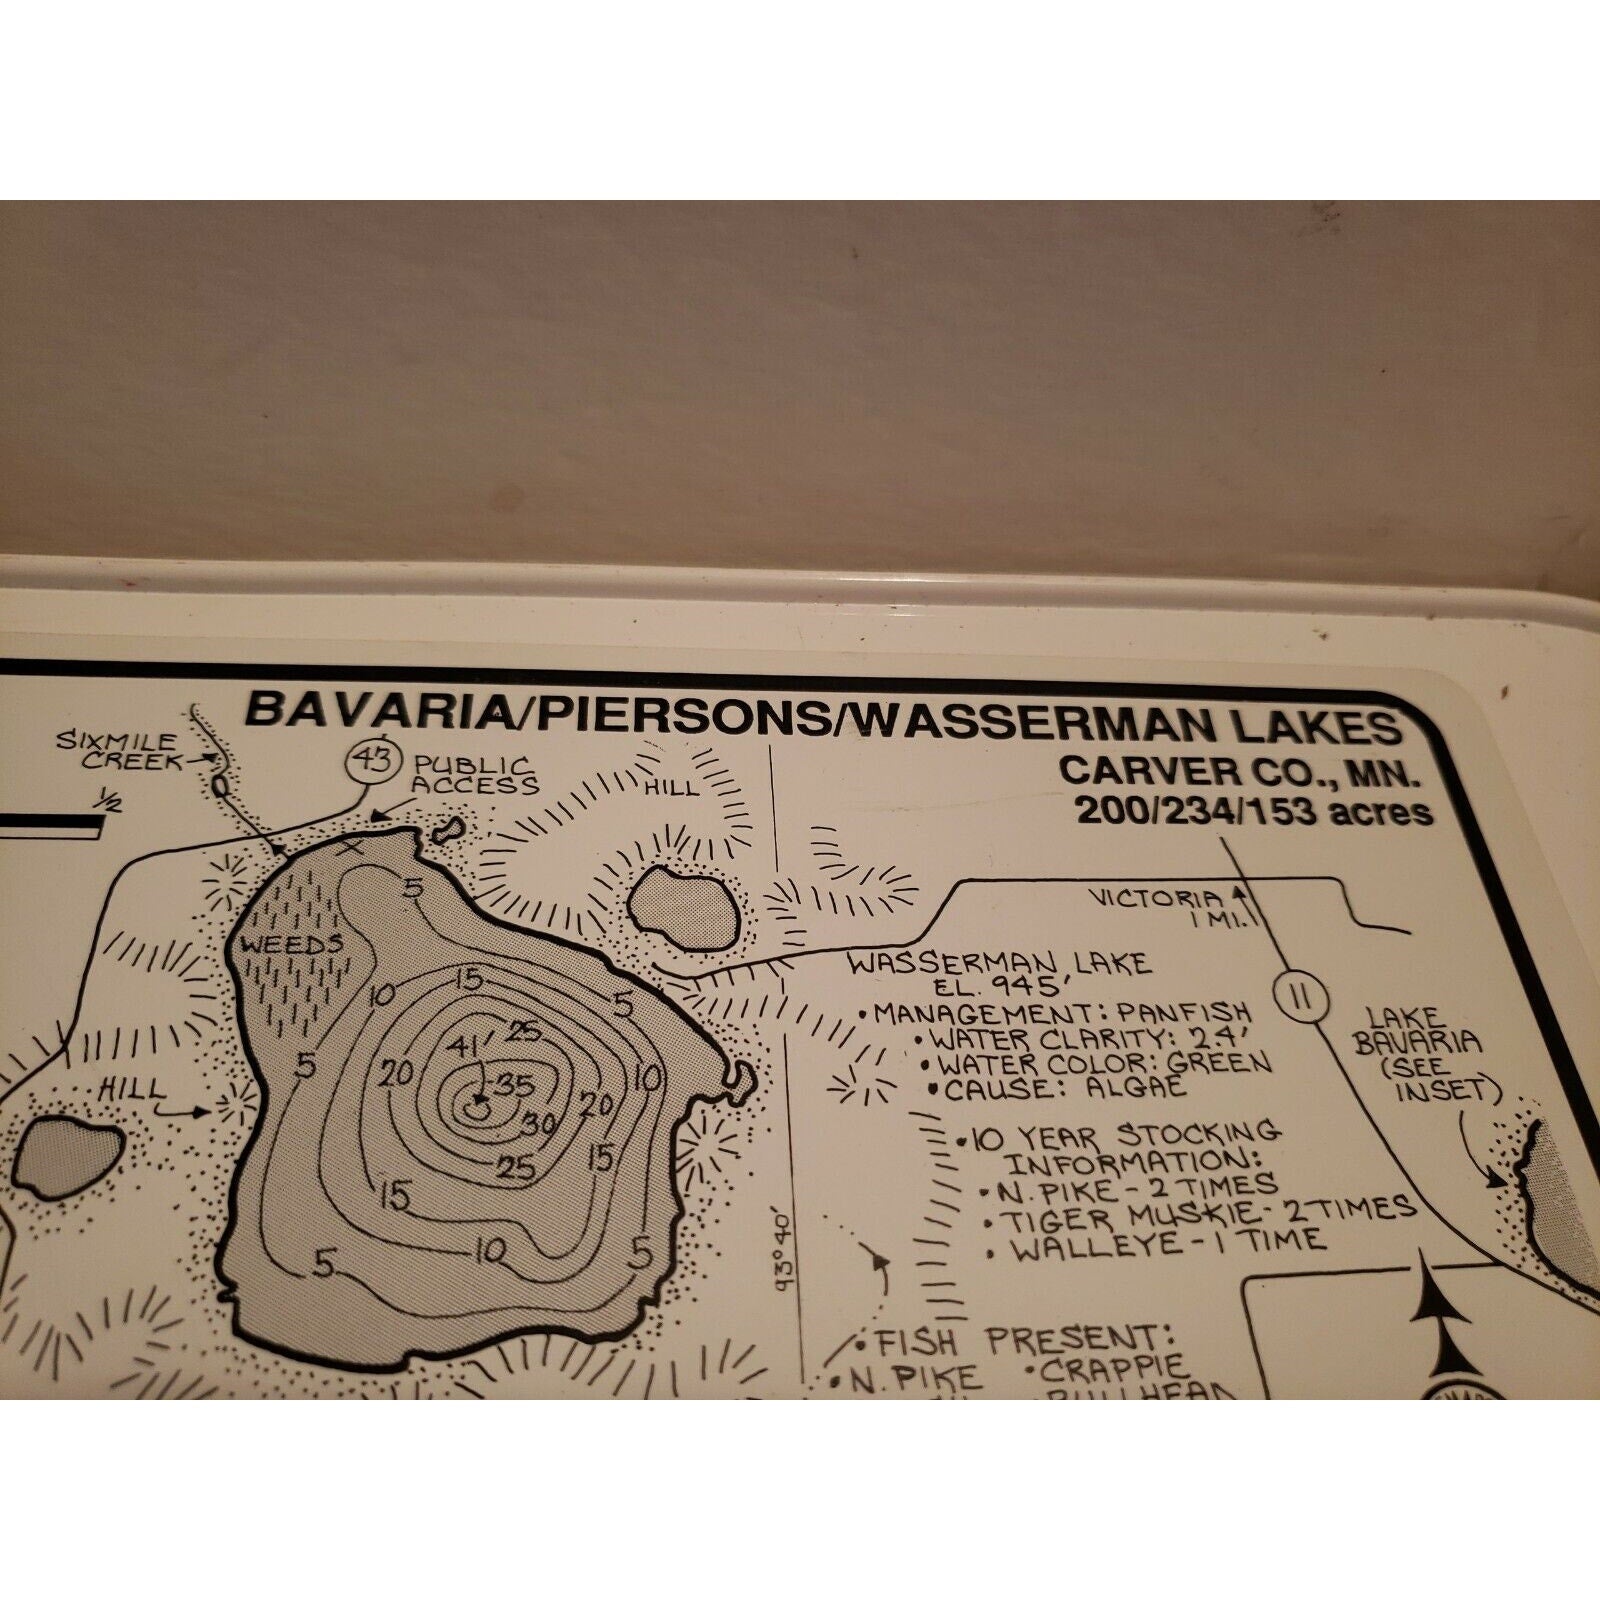 BAVARIA/PIERSONS/WASSERMAN LAKES
CARVER CO., MN.
200/234/153 acres
SIXMILE
CREEK
43
PUBLIC
ACCESS
HILL
1/2
VICTORIA
1 MI.
11
WEEDS
5
15
10
5
25
41'
5
20
35
10
20
30
HILL
25
15
15
10
5
5
WASSERMAN LAKE
EL. 945'
• MANAGEMENT: PANFISH
• WATER CLARITY: 2.4'
• WATER COLOR: GREEN
• CAUSE: ALGAE
• 10 YEAR STOCKING
INFORMATION:
• N. PIKE - 2 TIMES
• TIGER MUSKIE - 2 TIMES
• WALLEYE - 1 TIME
LAKE
BAVARIA
(SEE
INSET)
93°40'
• FISH PRESENT:
• N. PIKE • CRAPPIE
BULLHEAD